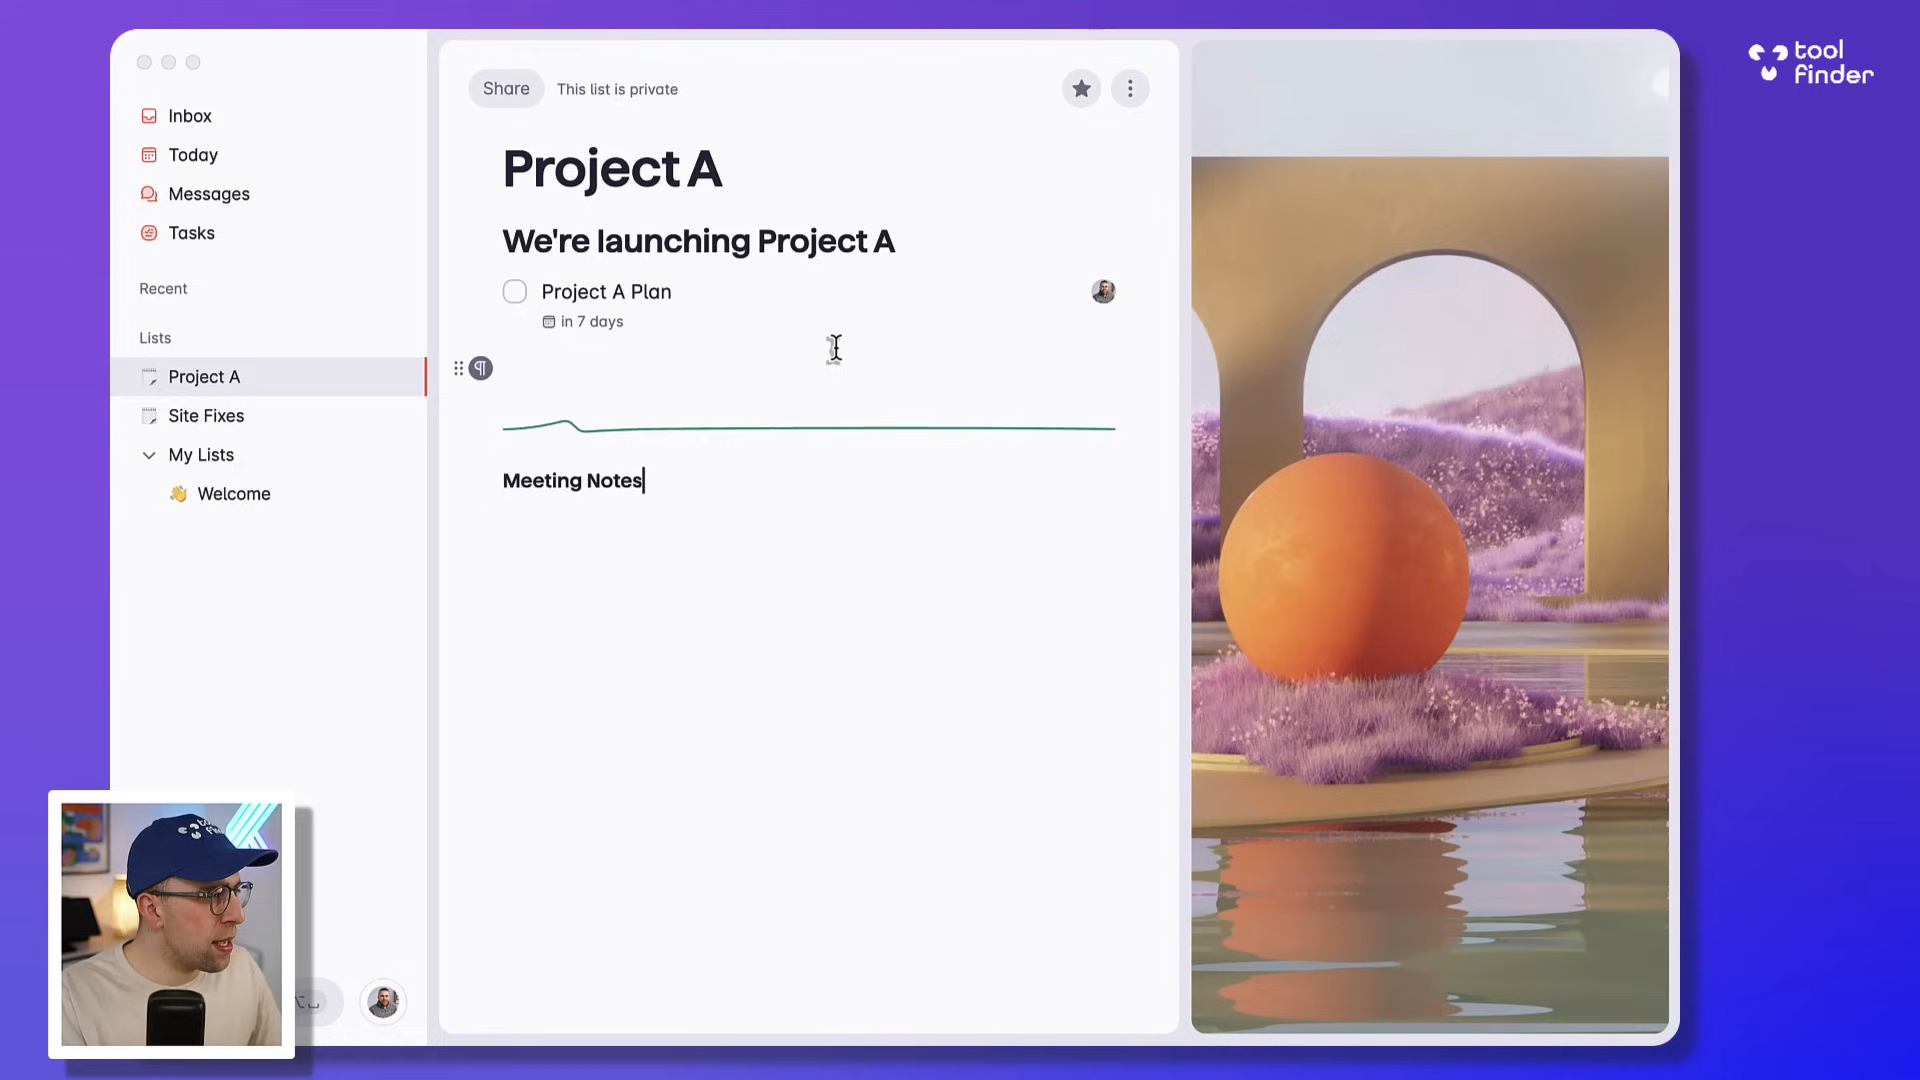 tool
finder
Share
This list is private
Inbox
Today
Messages
Tasks
Recent
Lists
Project A
Site Fixes
My Lists
Welcome
Project A
We're launching Project A
Project A Plan
in 7 days
Meeting Notes